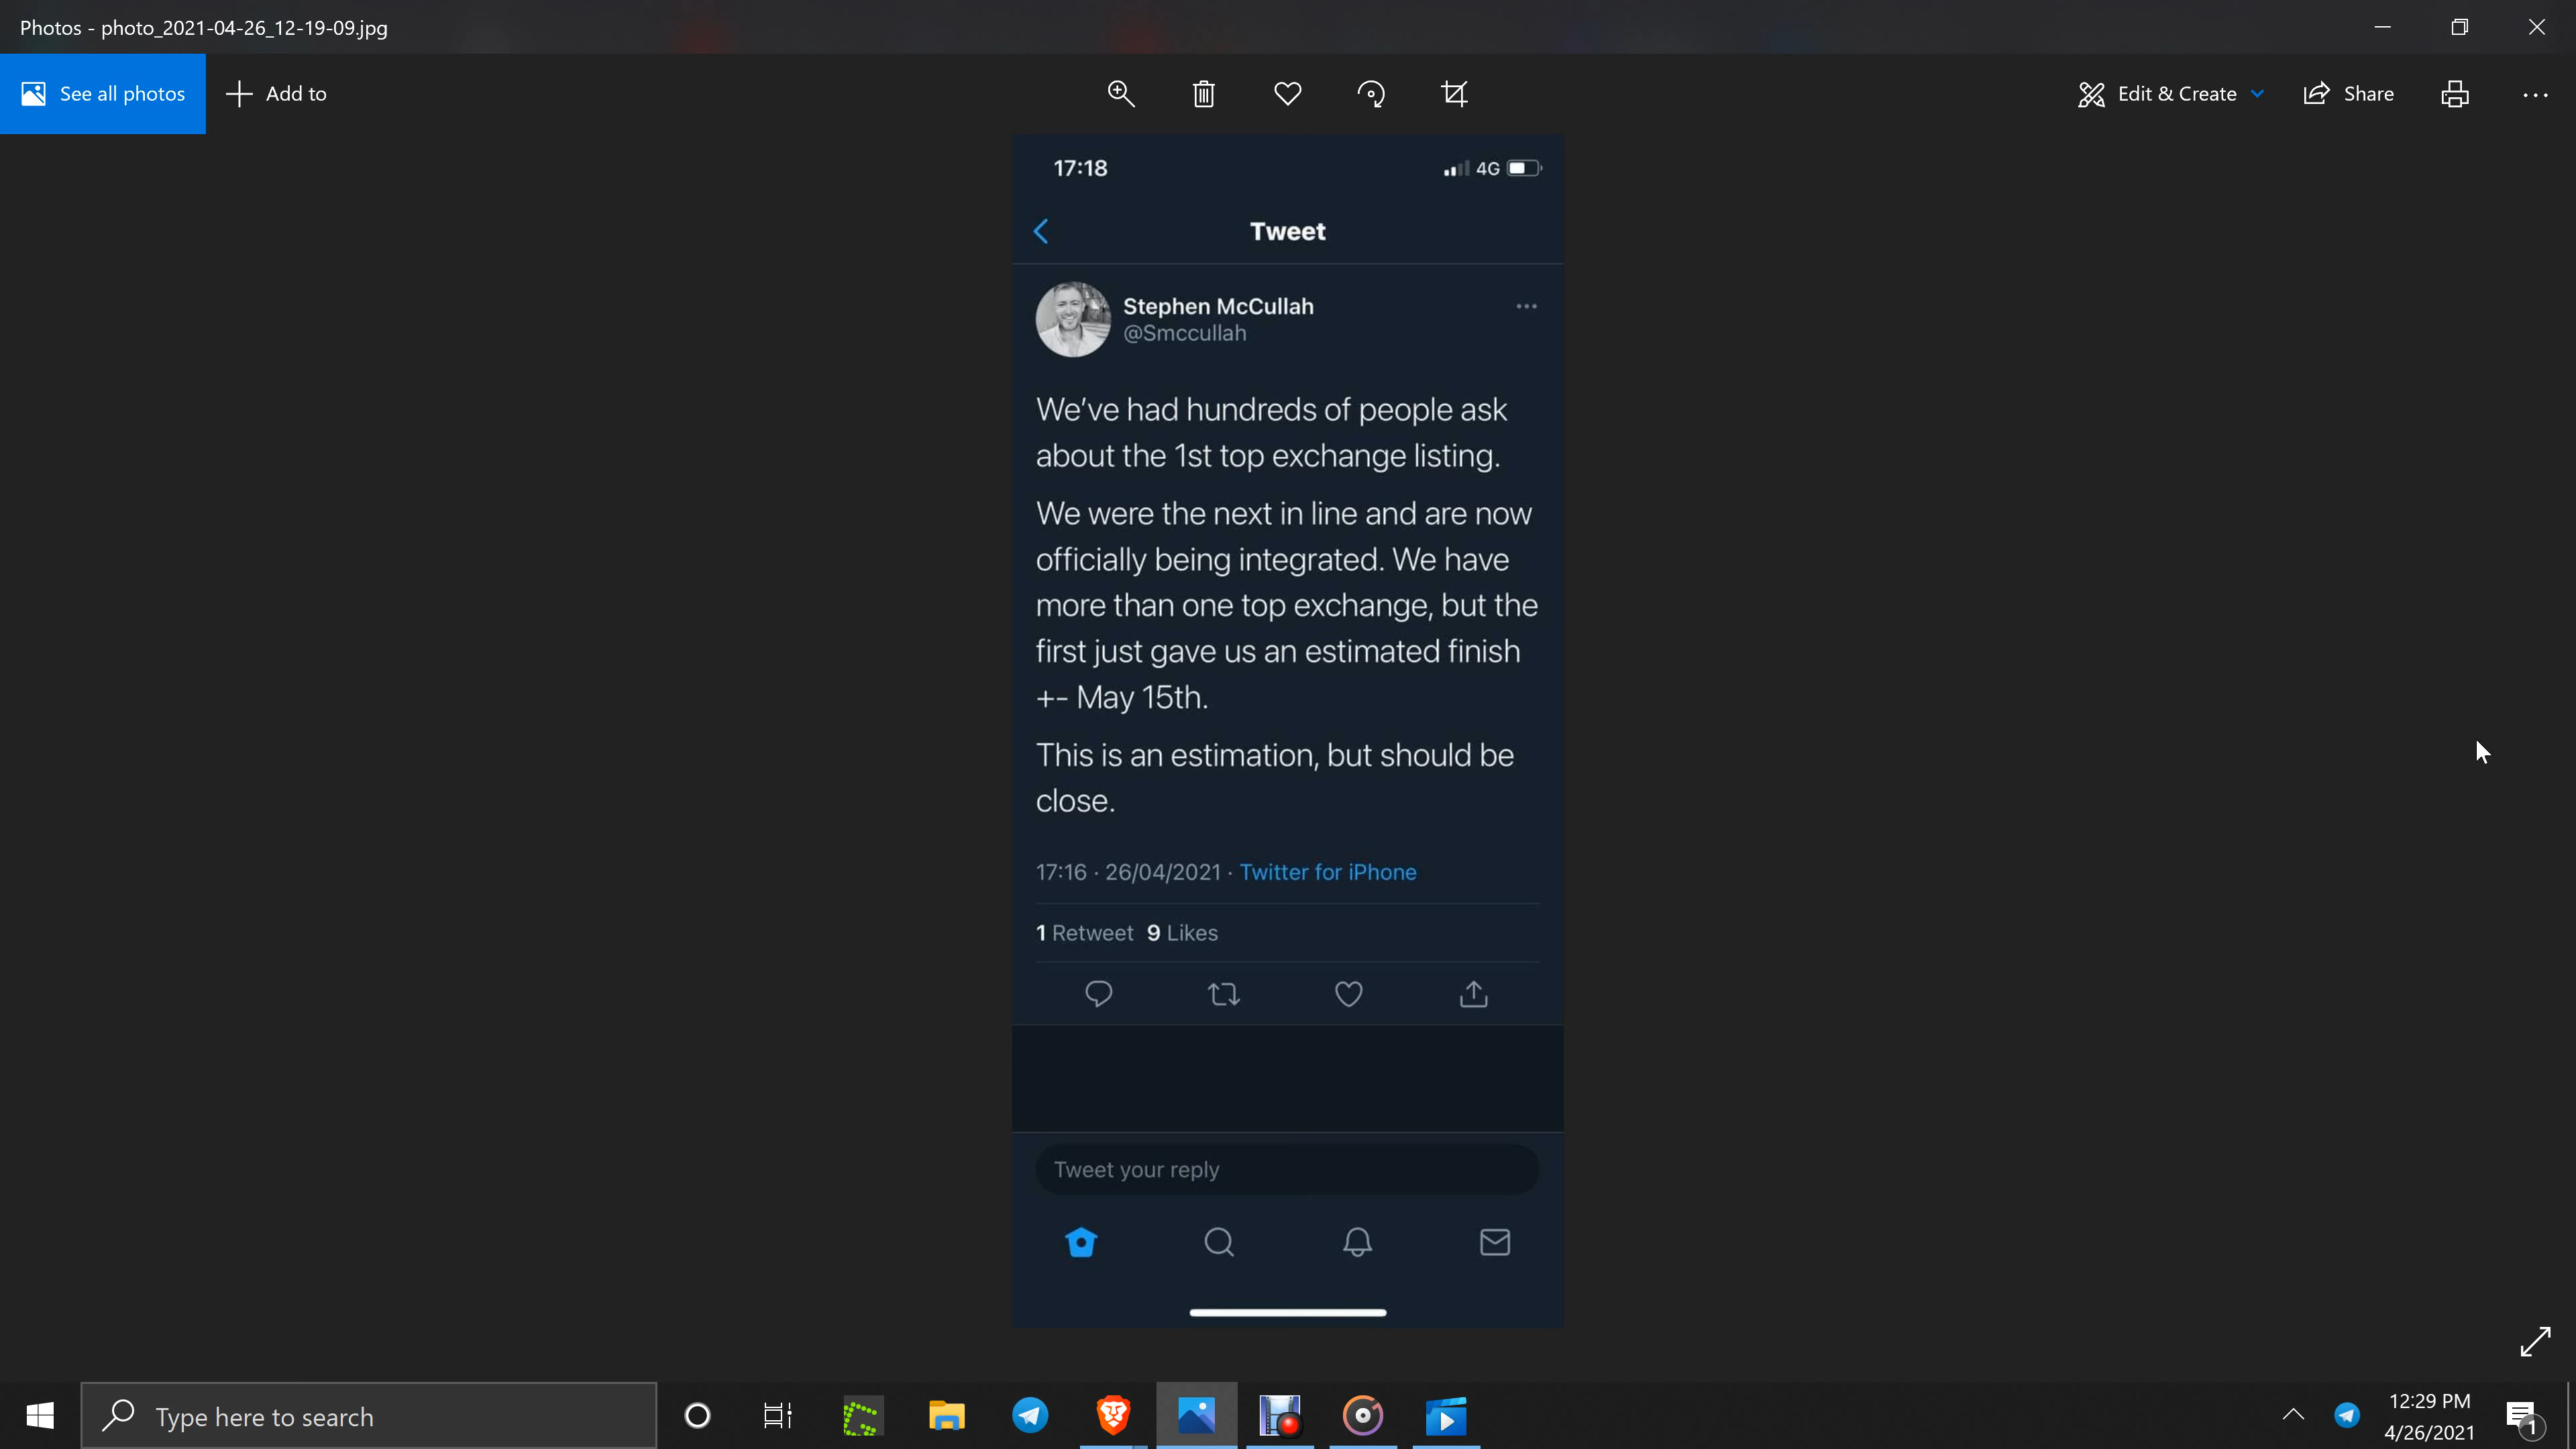 Photos - photo_2021-04-26_12-19-09.jpg
See all photos
Add to
Edit & Create
Share
17:18
4G
Tweet
Stephen McCullah
@Smccullah
We've had hundreds of people ask
about the 1st top exchange listing.
We were the next in line and are now
officially being integrated. We have
more than one top exchange, but the
first just gave us an estimated finish
+- May 15th.
This is an estimation, but should be
close.
17:16 · 26/04/2021 · Twitter for iPhone
1 Retweet 9 Likes
Tweet your reply
Type here to search
12:29 PM
4/26/2021
1